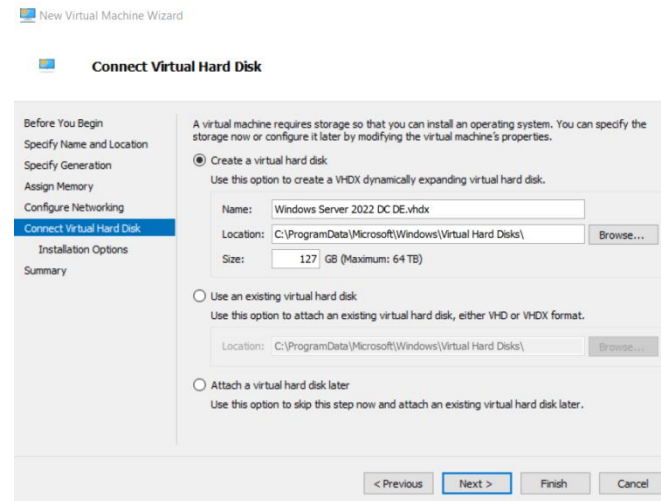 New Virtual Machine Wizard
Connect Virtual Hard Disk
Before You Begin
Specify Name and Location
Specify Generation
Assign Memory
Configure Networking
Connect Virtual Hard Disk
Installation Options
Summary
A virtual machine requires storage so that you can install an operating system. You can specify the
storage now or configure it later by modifying the virtual machine's properties.
Create a virtual hard disk
Use this option to create a VHDX dynamically expanding virtual hard disk.
Name: Windows Server 2022 DC DE.vhdx
Location: C:\ProgramData\Microsoft\Windows\Virtual Hard Disks\ Browse...
Size: 127 GB (Maximum: 64 TB)
Use an existing virtual hard disk
Use this option to attach an existing virtual hard disk, either VHD or VHDX format.
Location: C:\ProgramData\Microsoft\Windows\Virtual Hard Disks\ Browse...
Attach a virtual hard disk later
Use this option to skip this step now and attach an existing virtual hard disk later.
< Previous Next > Finish Cancel